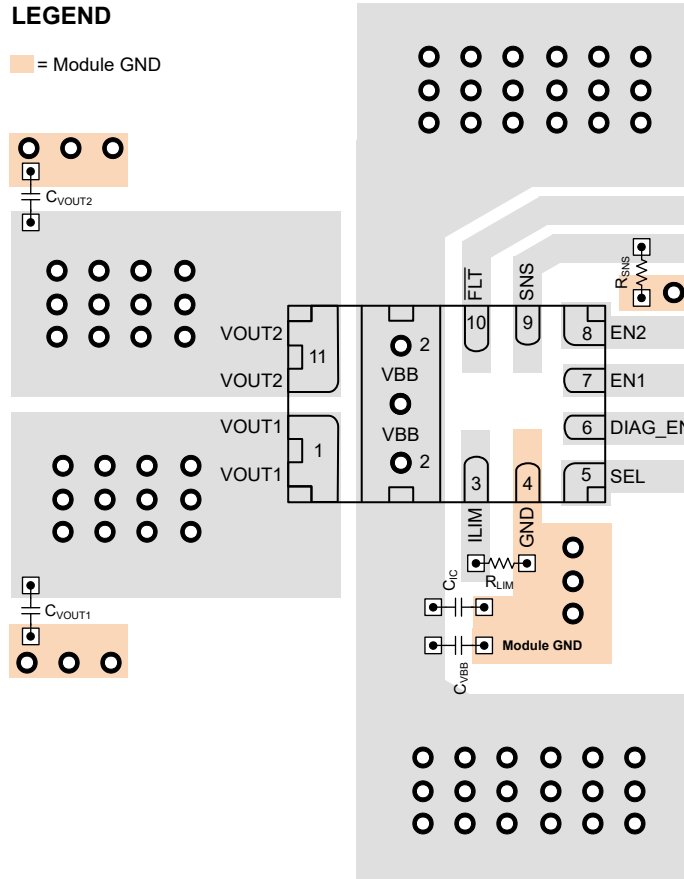 LEGEND
= Module GND
CVOUT2
RSNS
FLT
SNS
10
9
VOUT2
2
8
EN2
11
VBB
VOUT2
7
EN1
VOUT1
VBB
6
DIAG_EN
1
VOUT1
2
3
4
5
SEL
ILIM
GND
CIC
RLIM
CVOUT1
CVBB
Module GND